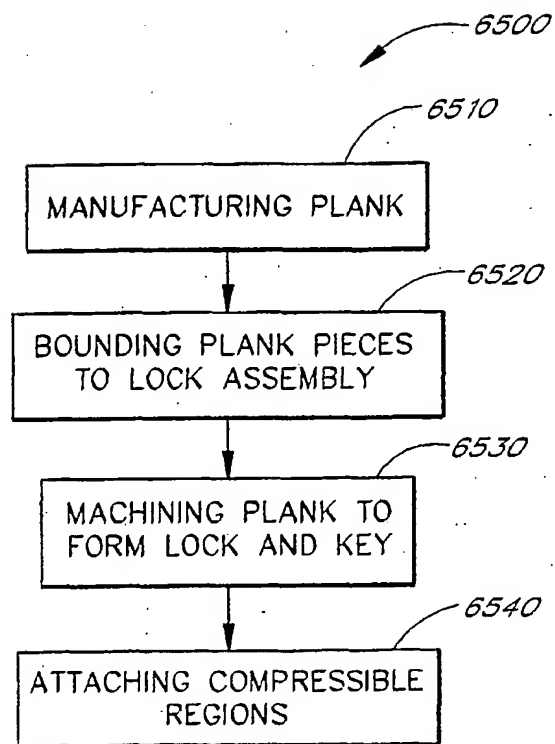 6500
6510
MANUFACTURING PLANK
6520
BOUNDING PLANK PIECES
TO LOCK ASSEMBLY
6530
MACHINING PLANK TO
FORM LOCK AND KEY
6540
ATTACHING COMPRESSIBLE
REGIONS